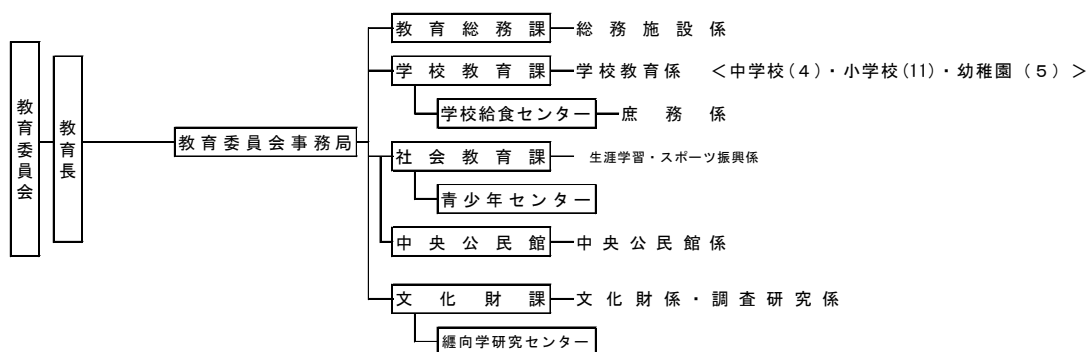 教育委員会
教育長
教育委員会事務局
教育総務課 総務施設係
学校教育課 学校教育係 <中学校(4)・小学校(11)・幼稚園(5)>
学校給食センター 庶務係
社会教育課 生涯学習・スポーツ振興係
青少年センター
中央公民館 中央公民館係
文化財課 文化財係・調査研究係
纒向学研究センター